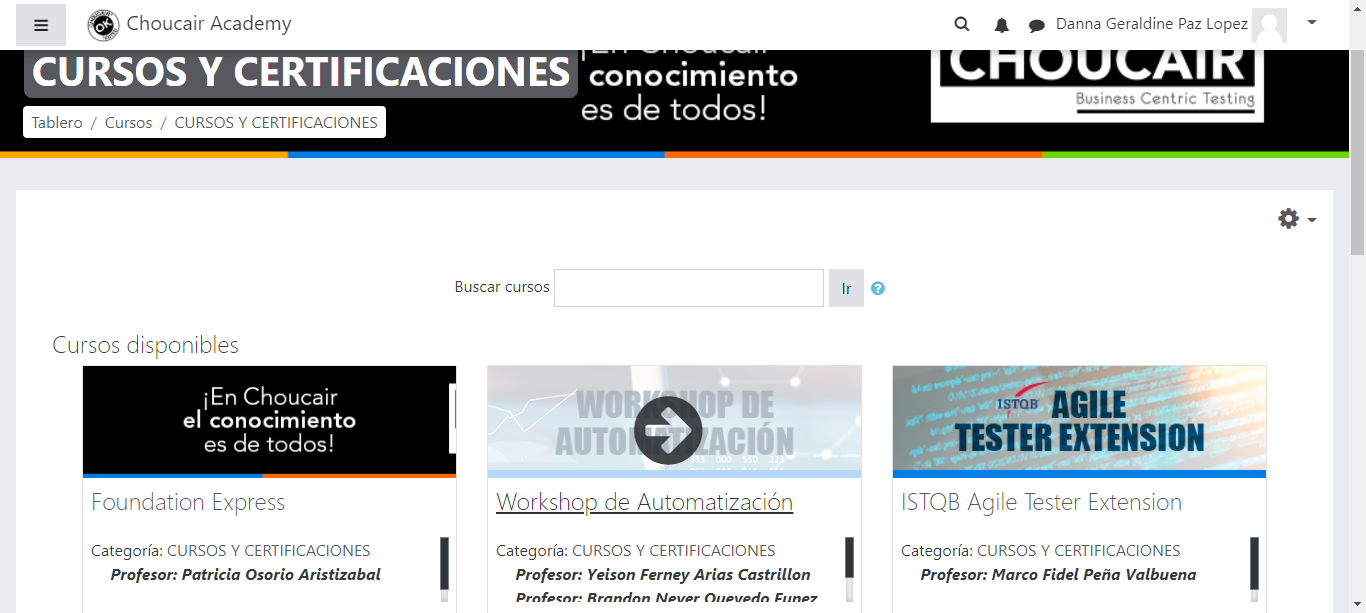 Choucair Academy
Danna Geraldine Paz Lopez
¡En Choucair
CURSOS Y CERTIFICACIONES
conocimiento
es de todos!
CHOUCAIR
Business Centric Testing
Tablero / Cursos / CURSOS Y CERTIFICACIONES
Buscar cursos
Ir
?
Cursos disponibles
¡En Choucair
el conocimiento
es de todos!
Foundation Express
Categoría: CURSOS Y CERTIFICACIONES
Profesor: Patricia Osorio Aristizabal
WORKSHOP DE
AUTOMATIZACIÓN
Workshop de Automatización
Categoría: CURSOS Y CERTIFICACIONES
Profesor: Yeison Ferney Arias Castrillon
Profesor: Brandon Never Quevedo Funez
ISTQB AGILE
TESTER EXTENSION
ISTQB Agile Tester Extension
Categoría: CURSOS Y CERTIFICACIONES
Profesor: Marco Fidel Peña Valbuena